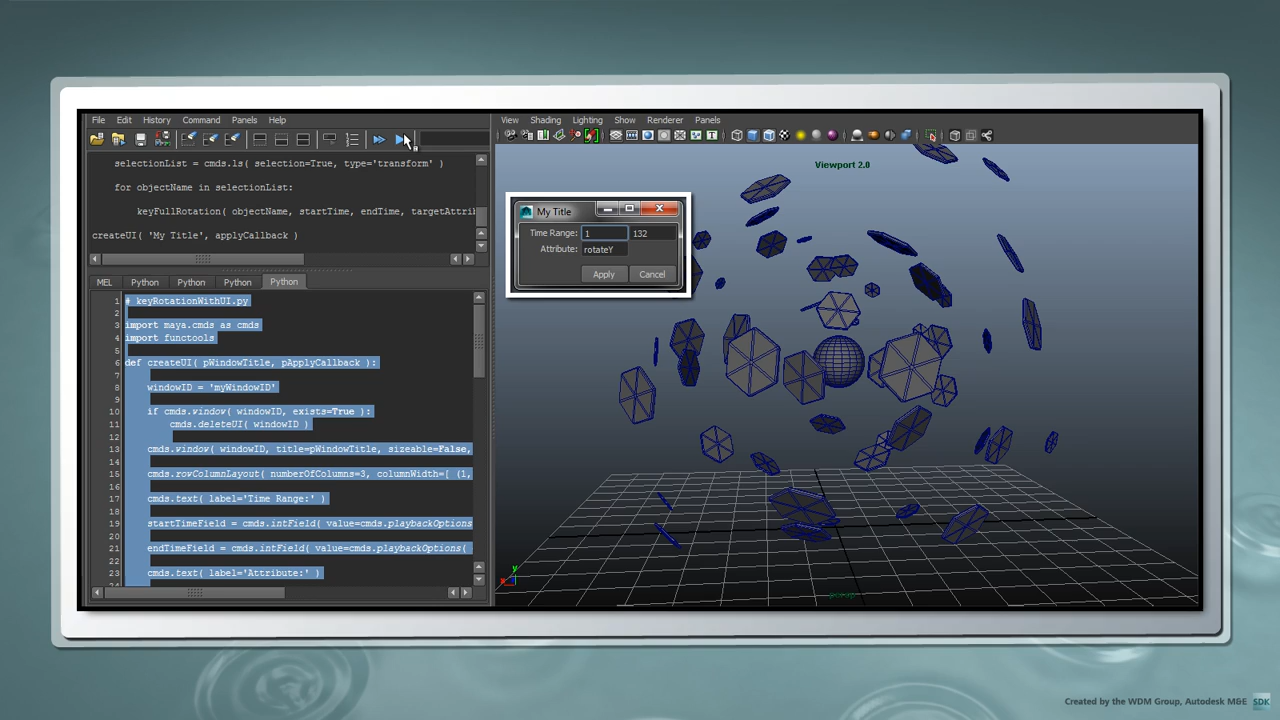 File Edit History Command Panels Help
selectionList = cmds.ls( selection=True, type='transform' )
for objectName in selectionList:
keyFullRotation( objectName, startTime, endTime, targetAttrib
createUI( 'My Title', applyCallback )
MEL Python Python Python Python
1 # keyRotationWithUI.py
2
3 import maya.cmds as cmds
4 import functools
5
6 def createUI( pWindowTitle, pApplyCallback ):
7
8 windowID = 'myWindowID'
9
10 if cmds.window( windowID, exists=True ):
11 cmds.deleteUI( windowID )
12
13 cmds.window( windowID, title=pWindowTitle, sizeable=False,
14
15 cmds.rowColumnLayout( numberOfColumns=3, columnWidth=[ (1,
16
17 cmds.text( label='Time Range:' )
18
19 startTimeField = cmds.intField( value=cmds.playbackOptions
20
21 endTimeField = cmds.intField( value=cmds.playbackOptions(
22
23 cmds.text( label='Attribute:' )
24
View Shading Lighting Show Renderer Panels
Viewport 2.0
My Title
Time Range: 1 132
Attribute: rotateY
Apply Cancel
y
x
persp
Created by the WDM Group, Autodesk M&E SDK